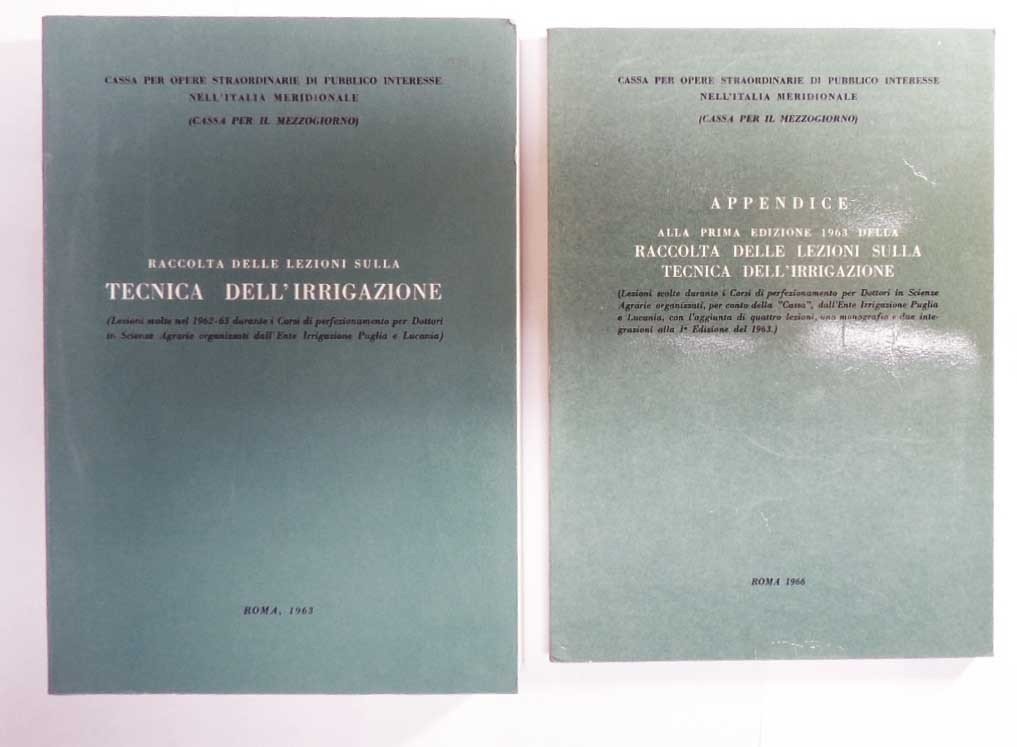 CASSA PER OPERE STRAORDINARIE DI PUBBLICO INTERESSE
NELL'ITALIA MERIDIONALE
(CASSA PER IL MEZZOGIORNO)
RACCOLTA DELLE LEZIONI SULLA
TECNICA DELL'IRRIGAZIONE
(Lezioni svolte nel 1962-63 durante i Corsi di perfezionamento per Dottori
in Scienze Agrarie organizzati dall'Ente Irrigazione Puglia e Lucania)
ROMA, 1963
CASSA PER OPERE STRAORDINARIE DI PUBBLICO INTERESSE
NELL'ITALIA MERIDIONALE
(CASSA PER IL MEZZOGIORNO)
APPENDICE
ALLA PRIMA EDIZIONE 1963 DELLA
RACCOLTA DELLE LEZIONI SULLA
TECNICA DELL'IRRIGAZIONE
(Lezioni svolte durante i Corsi di perfezionamento per Dottori in Scienze
Agrarie organizzati, per conto della "Cassa", dall'Ente Irrigazione Puglia
e Lucania, con l'aggiunta di quattro lezioni, una monografia e due inte-
grazioni alla 1ª Edizione del 1963.)
ROMA 1966